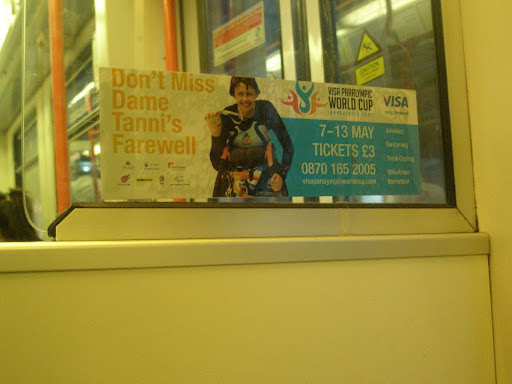 Don't Miss
Dame
Tanni's
Farewell
VISA PARALYMPIC
WORLD CUP
7-13 MAY
TICKETS £3
0870 165 2005
visaparalympicworldcup.com
VISA
Athletics
Swimming
Track Cycling
Wheelchair
Basketball
CAUTION